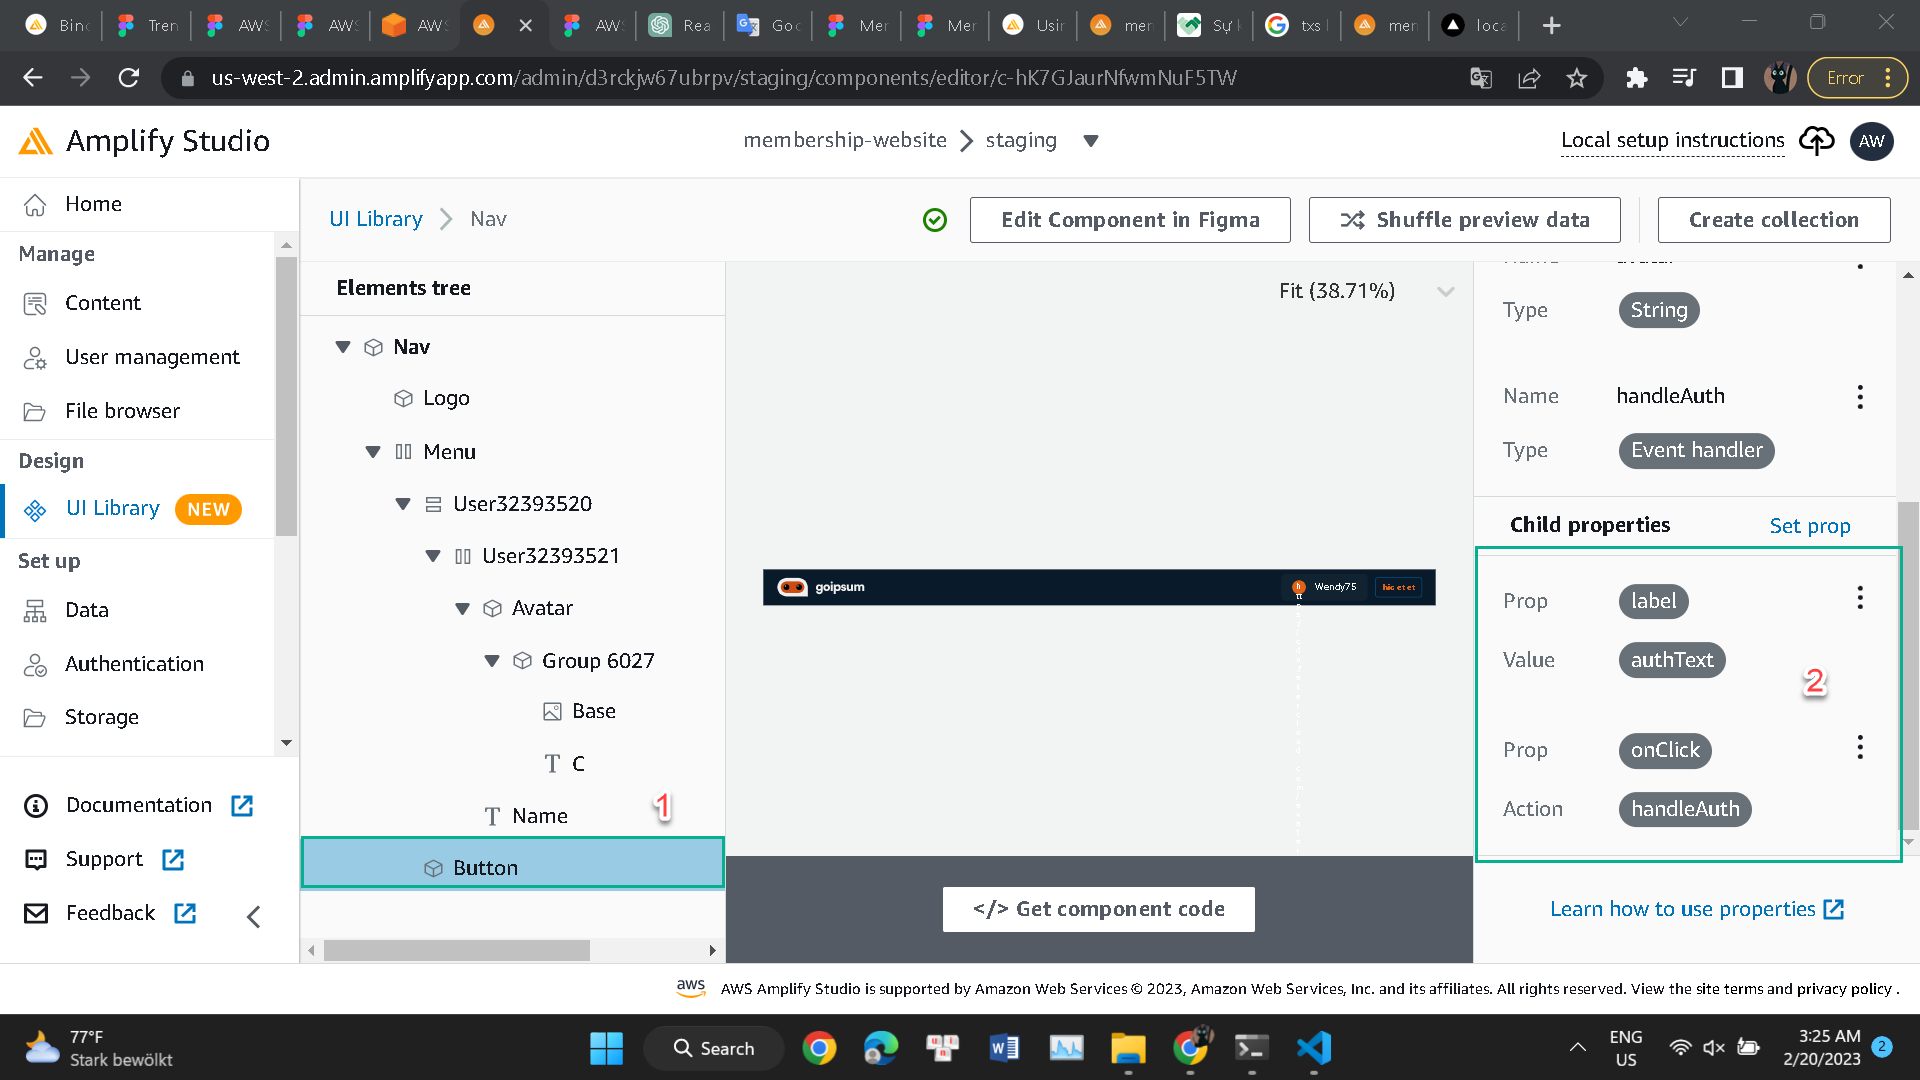 Bind
Tren
AWS
AWS
AWS
AWS
Rea
Goo
Mer
Mer
Usin
men
Sự k
txs l
men
loca
us-west-2.admin.amplifyapp.com/admin/d3rckjw67ubrpv/staging/components/editor/c-hK7GJaurNfwmNuF5TW
Error
Amplify Studio
membership-website
staging
Local setup instructions
AW
Home
Manage
Content
User management
File browser
Design
UI Library NEW
Set up
Data
Authentication
Storage
Documentation
Support
Feedback
UI Library
Nav
Edit Component in Figma
Shuffle preview data
Create collection
Elements tree
Nav
Logo
Menu
User32393520
User32393521
Avatar
Group 6027
Base
C
Name
1
Button
Fit (38.71%)
goipsum
Wendy75
hic et et
</> Get component code
Type String
Name handleAuth
Type Event handler
Child properties Set prop
Prop label
Value authText
2
Prop onClick
Action handleAuth
Learn how to use properties
aws AWS Amplify Studio is supported by Amazon Web Services © 2023, Amazon Web Services, Inc. and its affiliates. All rights reserved. View the site terms and privacy policy .
77°F
Stark bewölkt
Search
ENG
US
3:25 AM
2/20/2023
2